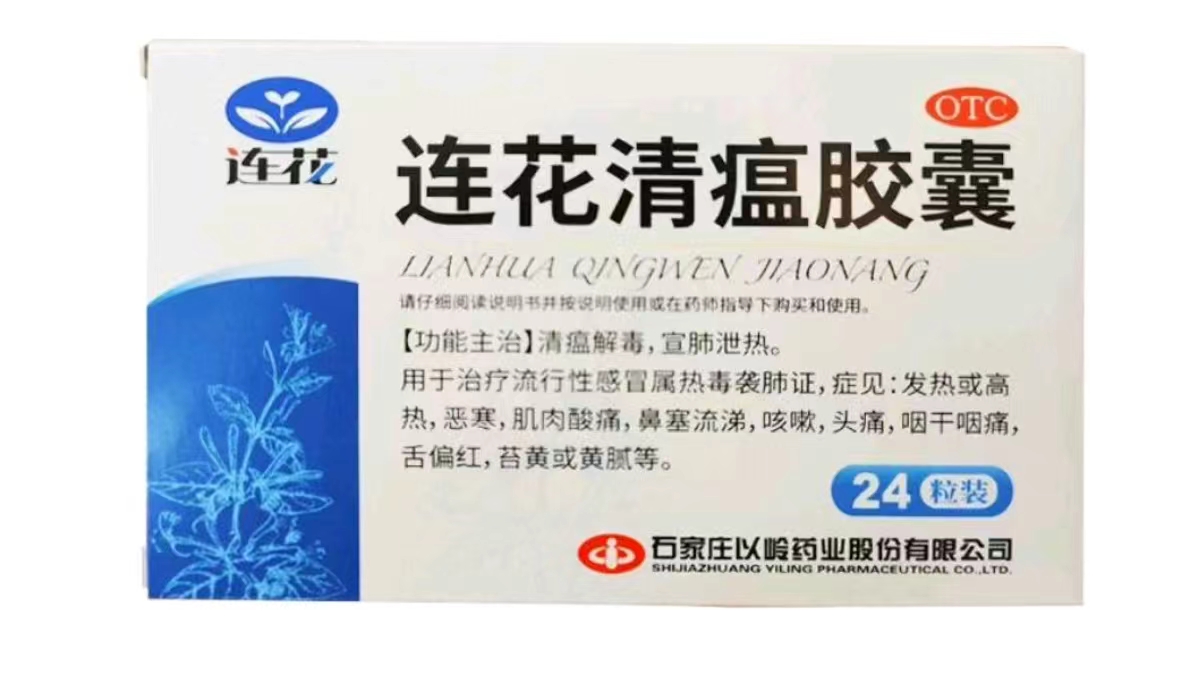 OTC
连花
连花清瘟胶囊
LIANHUA QINGWEN JIAONANG
请仔细阅读说明书并按说明使用或在药师指导下购买和使用。
【功能主治】清瘟解毒，宣肺泄热。
用于治疗流行性感冒属热毒袭肺证，症见：发热或高
热，恶寒，肌肉酸痛，鼻塞流涕，咳嗽，头痛，咽干咽痛，
舌偏红，苔黄或黄腻等。
24粒装
石家庄以岭药业股份有限公司
SHIJIAZHUANG YILING PHARMACEUTICAL CO.,LTD.